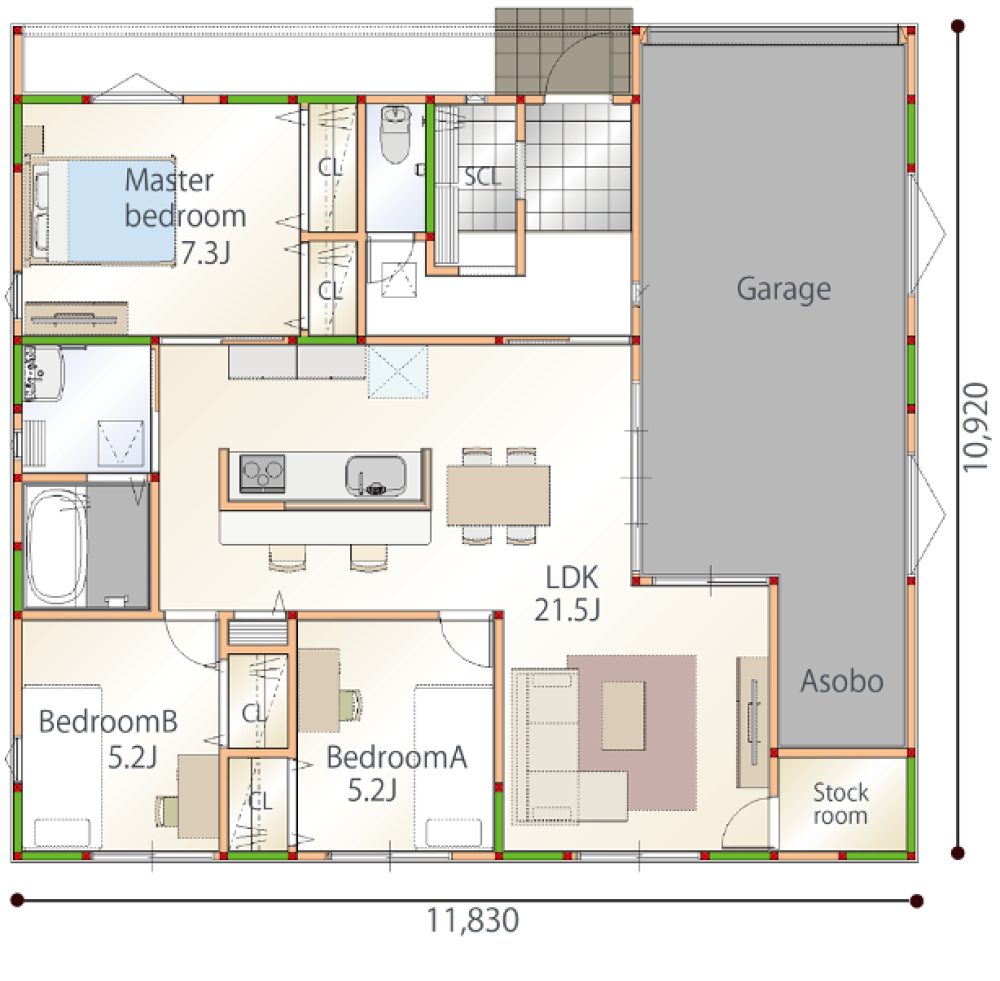 Master
bedroom
7.3J
CL
CL
SCL
Garage
10,920
LDK
21.5J
Asobo
BedroomB
5.2J
CL
BedroomA
5.2J
CL
Stock
room
11,830